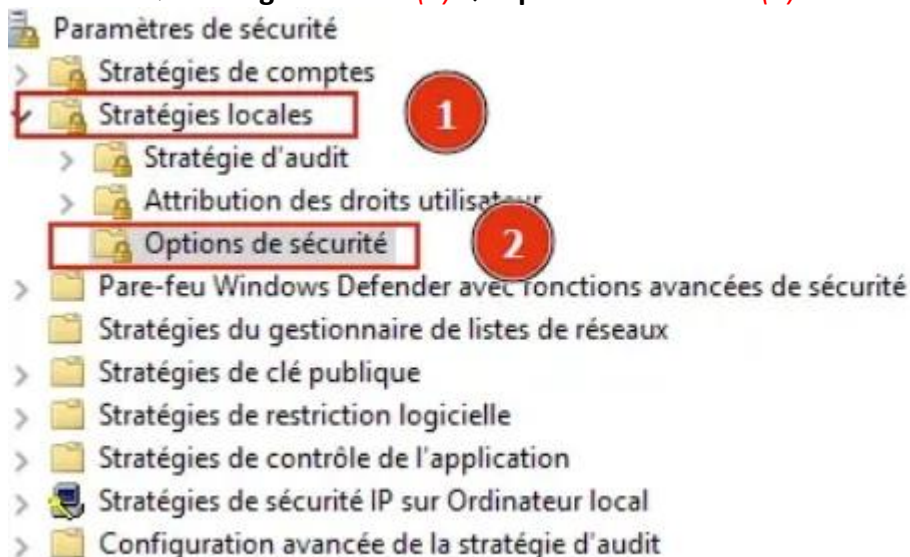 Paramètres de sécurité
Stratégies de comptes
Stratégies locales
1
Stratégie d'audit
Attribution des droits utilisateur
Options de sécurité
2
Pare-feu Windows Defender avec fonctions avancées de sécurité
Stratégies du gestionnaire de listes de réseaux
Stratégies de clé publique
Stratégies de restriction logicielle
Stratégies de contrôle de l'application
Stratégies de sécurité IP sur Ordinateur local
Configuration avancée de la stratégie d'audit